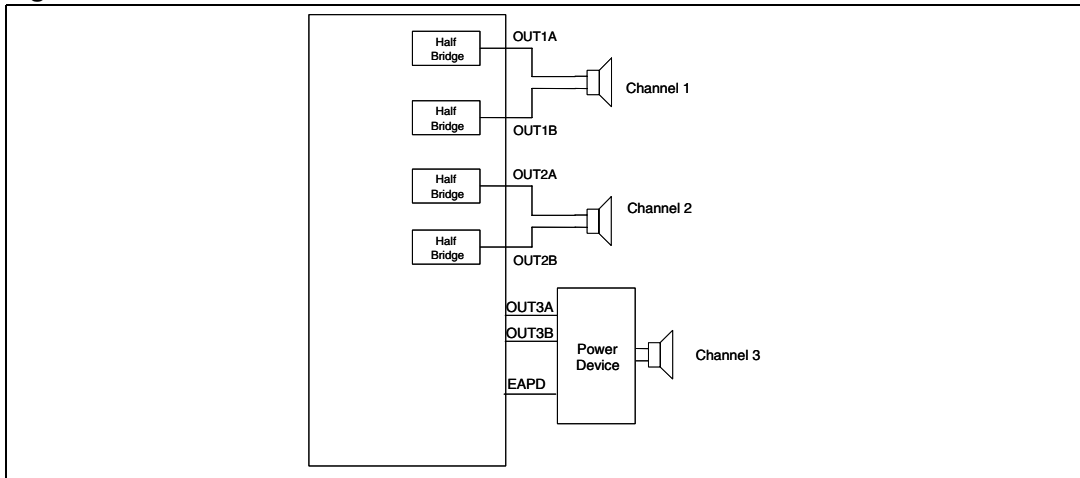 Half
Bridge
OUT1A
Channel 1
Half
Bridge
OUT1B
Half
Bridge
OUT2A
Channel 2
Half
Bridge
OUT2B
OUT3A
OUT3B
Power
Device
Channel 3
EAPD